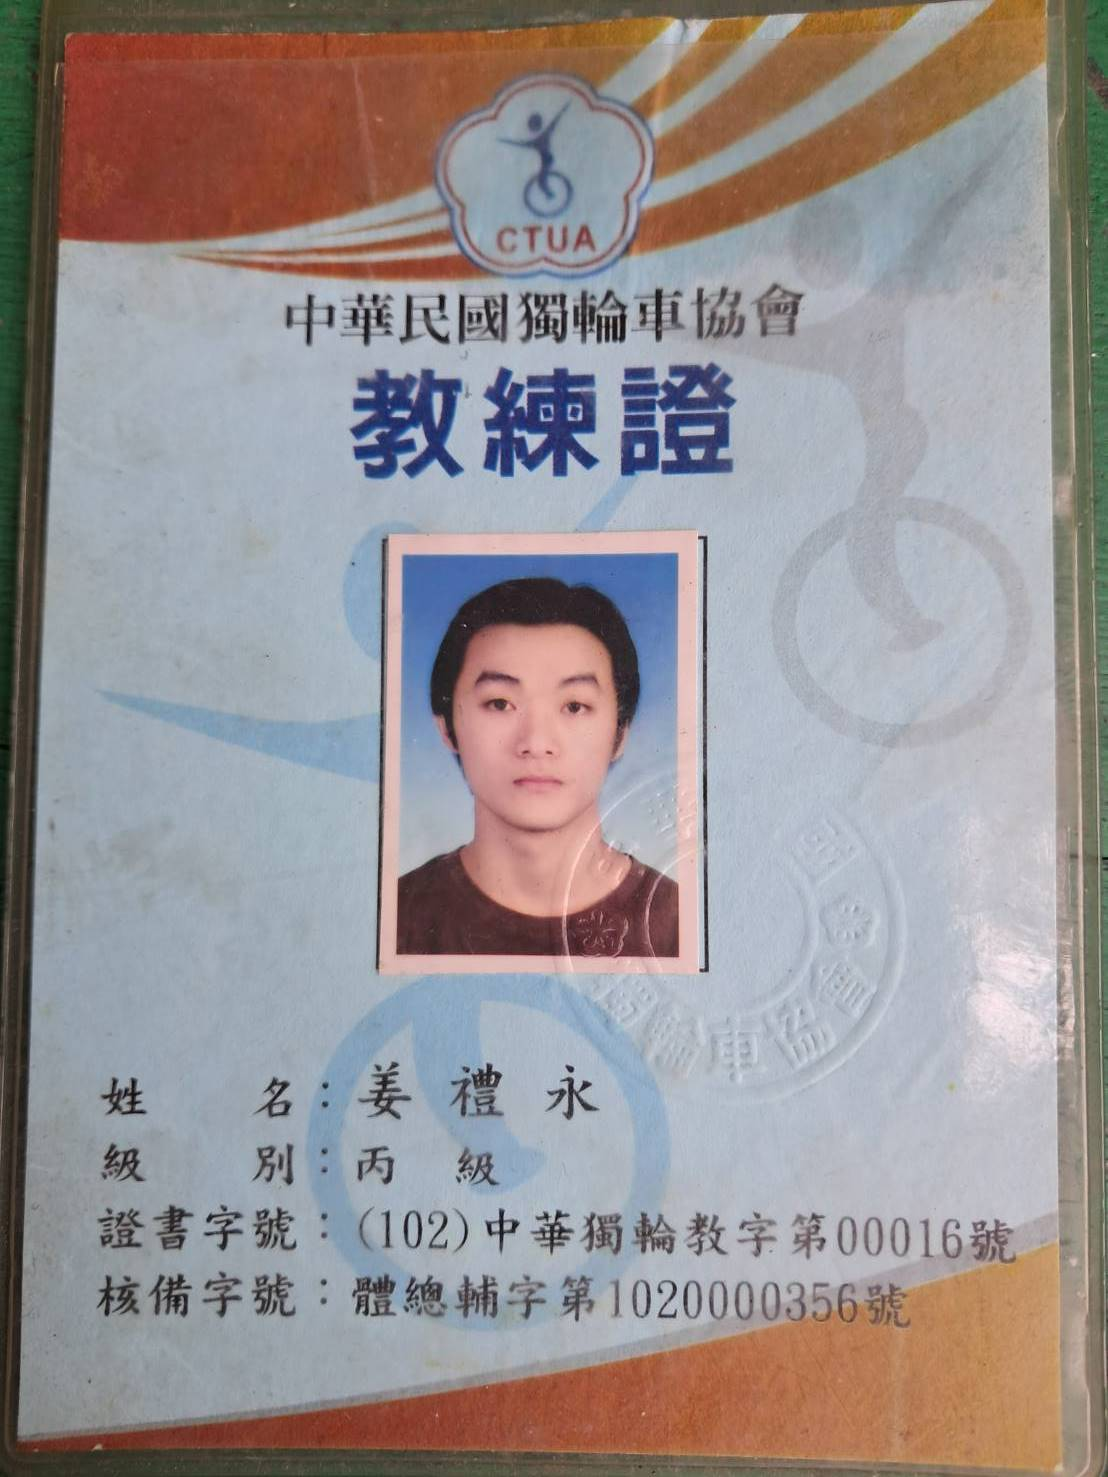 CTUA
中華民國獨輪車協會
教練證
姓名：姜禮永
級別：丙級
證書字號：(102)中華獨輪教字第00016號
核備字號：體總輔字第1020000356號